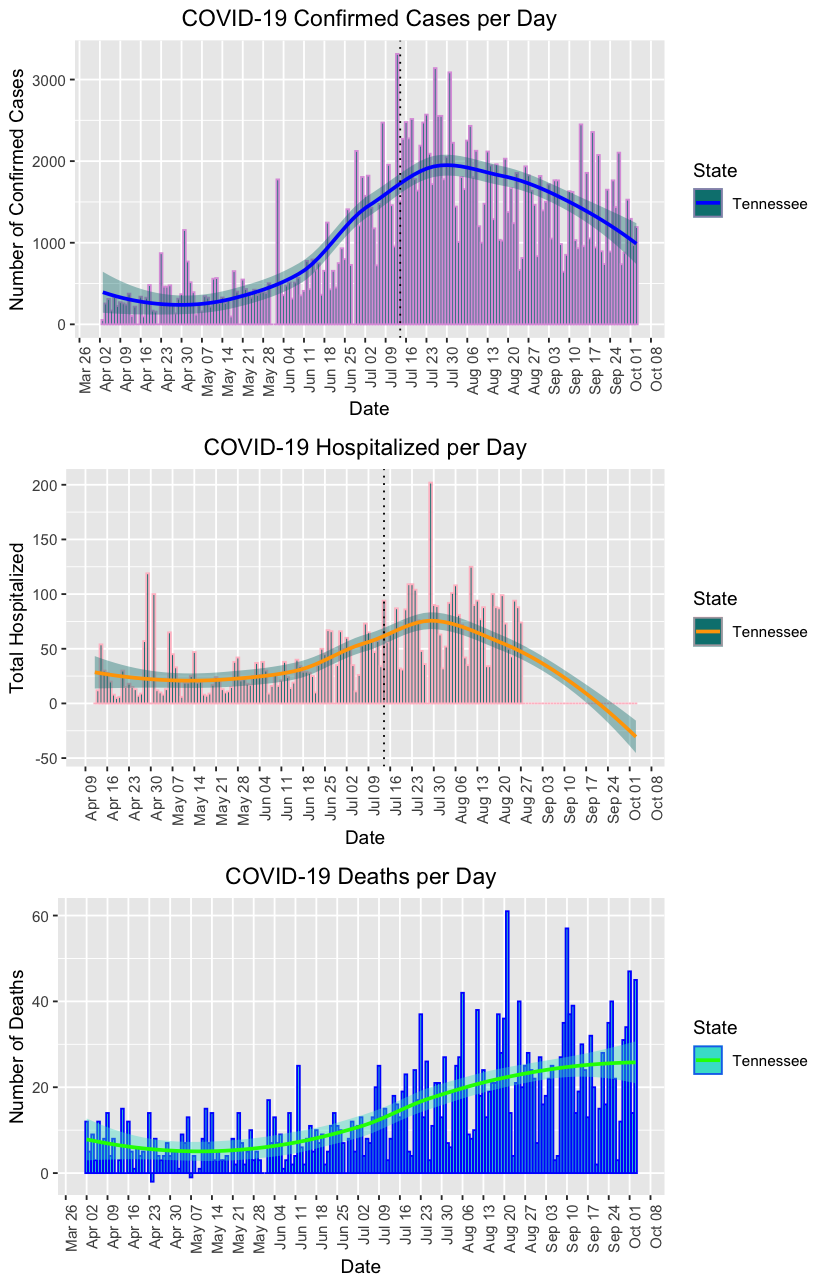 COVID-19 Confirmed Cases per Day
Number of Confirmed Cases
3000
2000
1000
0
Mar 26
Apr 02
Apr 09
Apr 16
Apr 23
Apr 30
May 07
May 14
May 21
May 28
Jun 04
Jun 11
Jun 18
Jun 25
Jul 02
Jul 09
Jul 16
Jul 23
Jul 30
Aug 06
Aug 13
Aug 20
Aug 27
Sep 03
Sep 10
Sep 17
Sep 24
Oct 01
Oct 08
Date
State
Tennessee
COVID-19 Hospitalized per Day
Total Hospitalized
200
150
100
50
0
-50
Apr 09
Apr 16
Apr 23
Apr 30
May 07
May 14
May 21
May 28
Jun 04
Jun 11
Jun 18
Jun 25
Jul 02
Jul 09
Jul 16
Jul 23
Jul 30
Aug 06
Aug 13
Aug 20
Aug 27
Sep 03
Sep 10
Sep 17
Sep 24
Oct 01
Oct 08
Date
State
Tennessee
COVID-19 Deaths per Day
Number of Deaths
60
40
20
0
Mar 26
Apr 02
Apr 09
Apr 16
Apr 23
Apr 30
May 07
May 14
May 21
May 28
Jun 04
Jun 11
Jun 18
Jun 25
Jul 02
Jul 09
Jul 16
Jul 23
Jul 30
Aug 06
Aug 13
Aug 20
Aug 27
Sep 03
Sep 10
Sep 17
Sep 24
Oct 01
Oct 08
Date
State
Tennessee